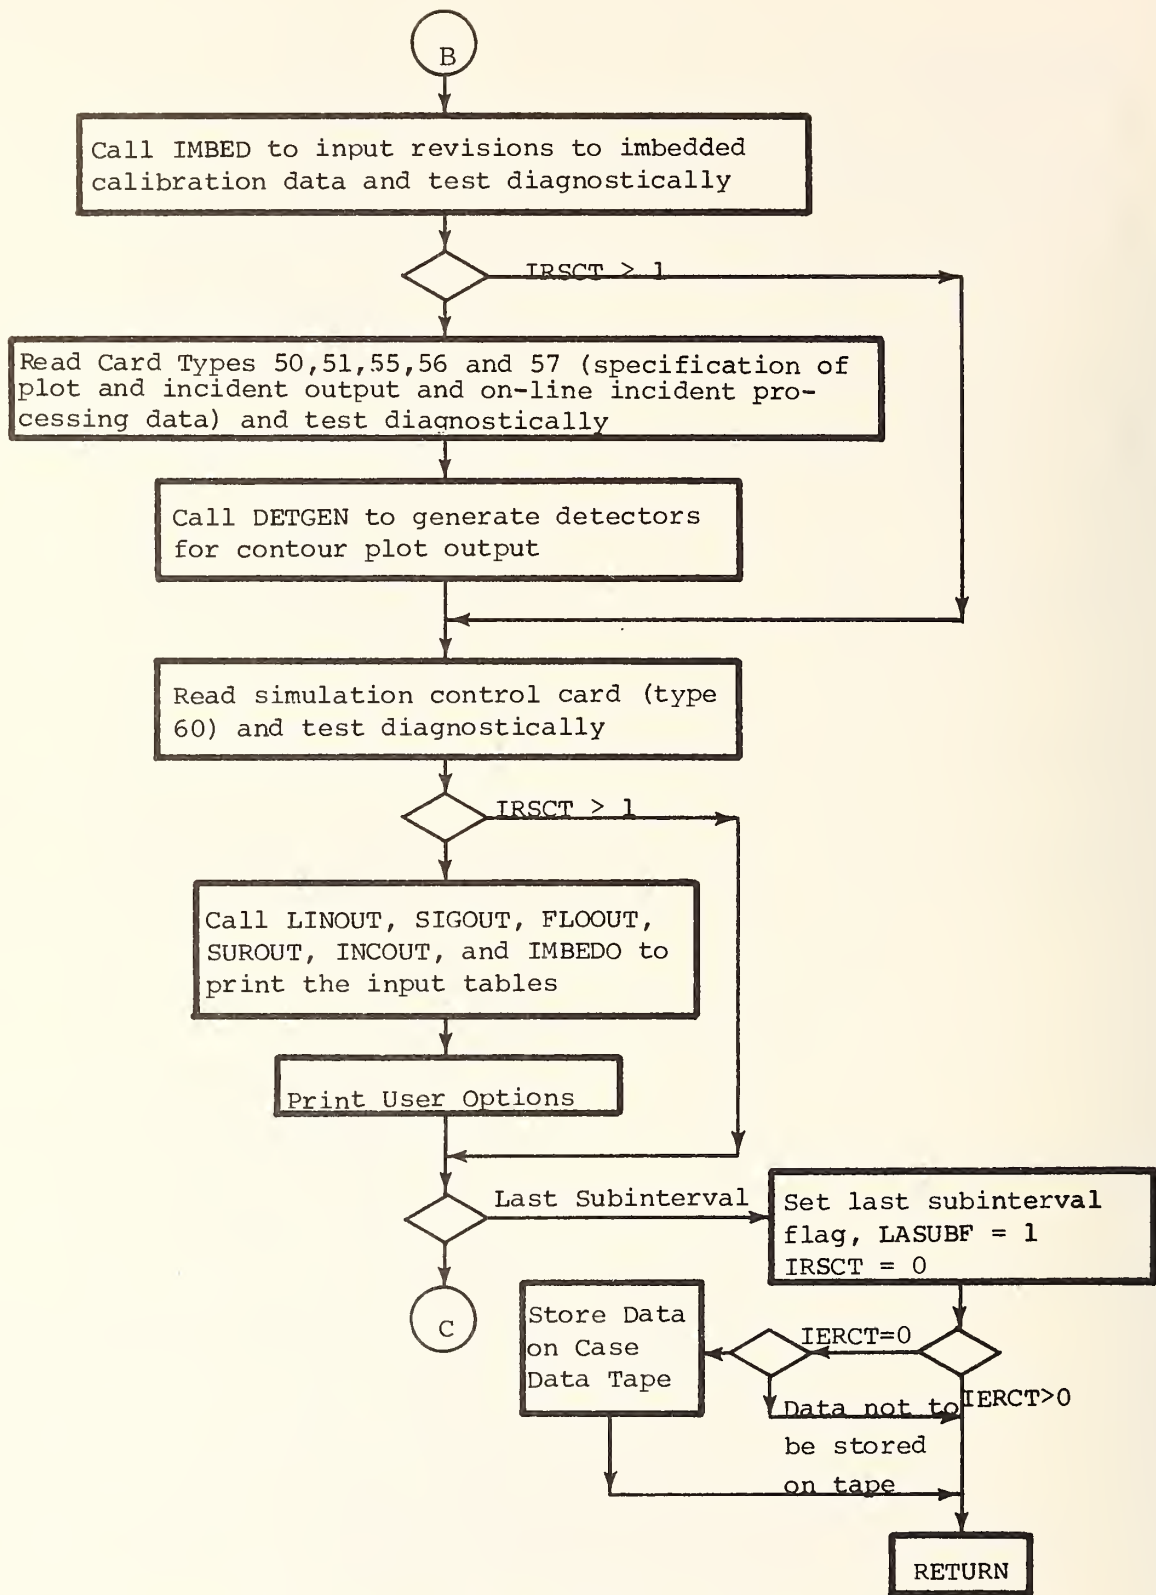 B
Call IMBED to input revisions to imbedded
calibration data and test diagnostically
IRSCT > 1
Read Card Types 50,51,55,56 and 57 (specification of
plot and incident output and on-line incident pro-
cessing data) and test diagnostically
Call DETGEN to generate detectors
for contour plot output
Read simulation control card (type
60) and test diagnostically
IRSCT > 1
Call LINOUT, SIGOUT, FLOOUT,
SUROUT, INCOUT, and IMBEDO to
print the input tables
Print User Options
Last Subinterval
Set last subinterval
flag, LASUBF = 1
IRSCT = 0
C
Store Data
on Case
Data Tape
IERCT=0
IERCT>0
Data not to
be stored
on tape
RETURN